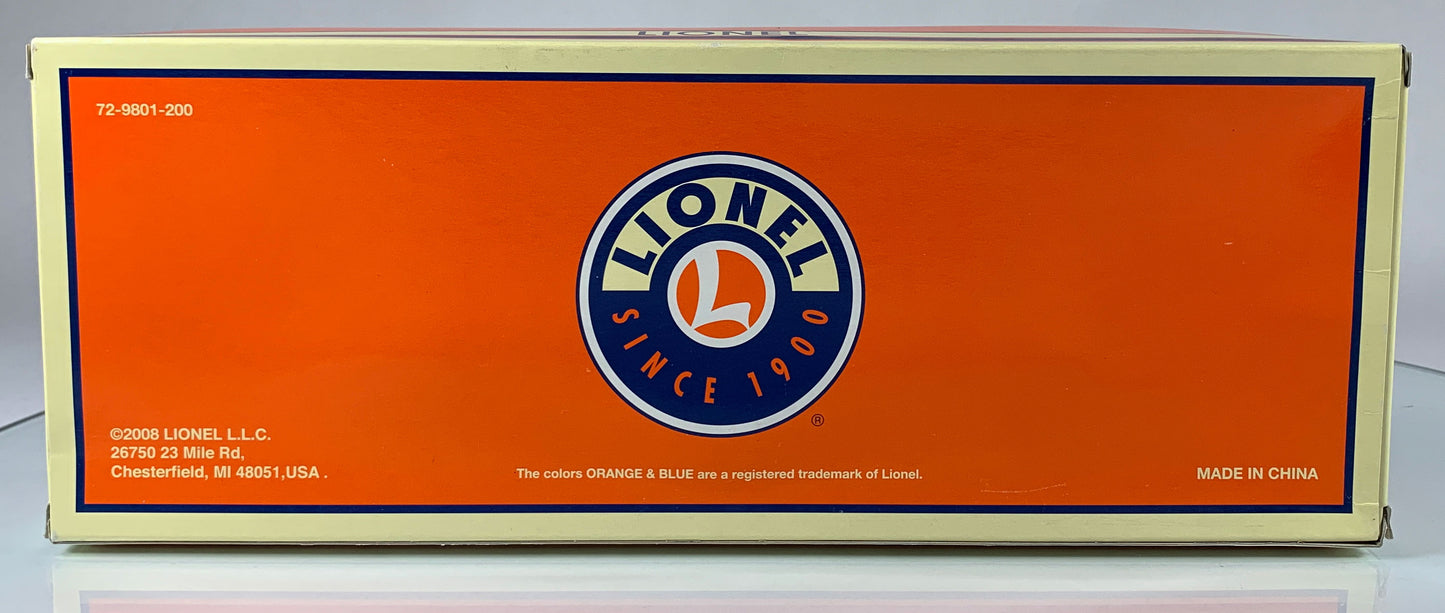 LIONEL
72-9801-200
LIONEL
L
SINCE 1900
®
©2008 LIONEL L.L.C.
26750 23 Mile Rd,
Chesterfield, MI 48051,USA .
The colors ORANGE & BLUE are a registered trademark of Lionel.
MADE IN CHINA